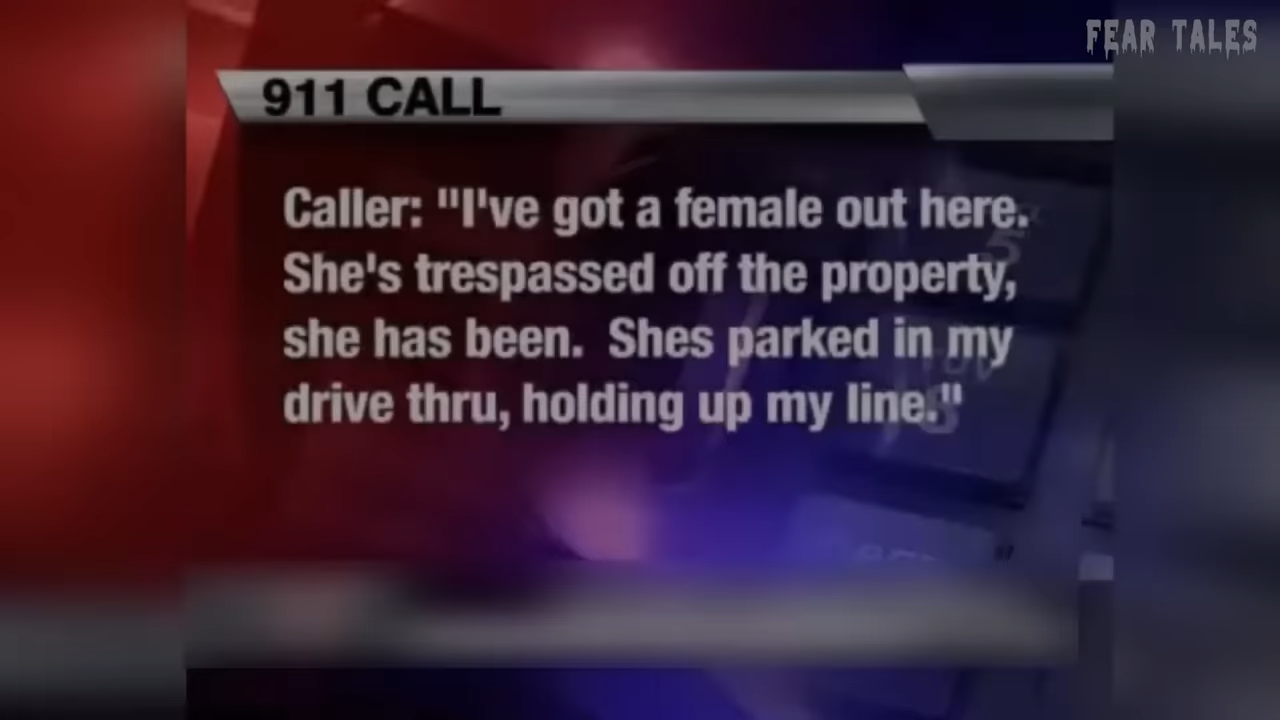 FEAR TALES
911 CALL
Caller: "I've got a female out here.
She's trespassed off the property,
she has been.  Shes parked in my
drive thru, holding up my line."